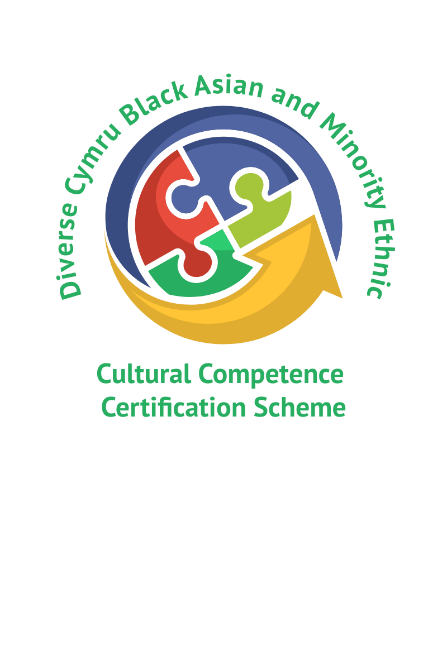 Diverse Cymru Black Asian and Minority Ethnic
Cultural Competence
Certification Scheme